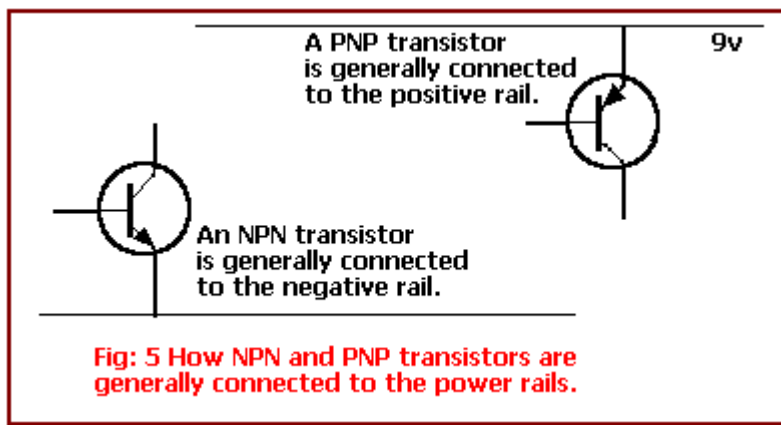 A PNP transistor
is generally connected
to the positive rail.
9v
An NPN transistor
is generally connected
to the negative rail.
Fig: 5 How NPN and PNP transistors are
generally connected to the power rails.